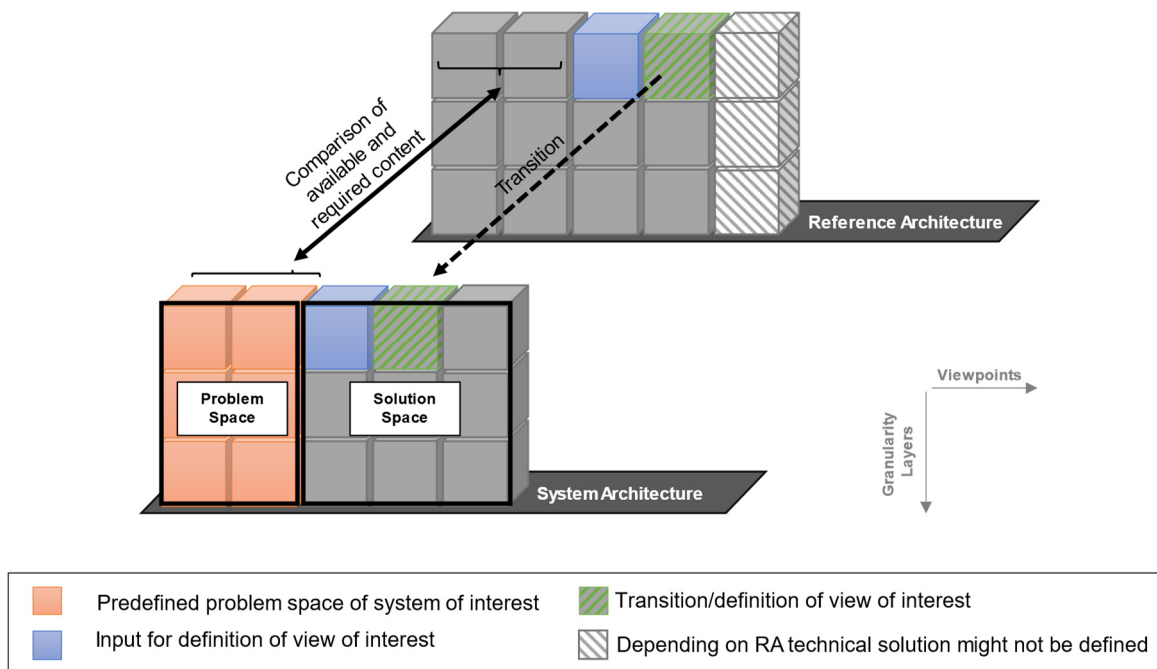 Comparison of
available and
required content
Transition
Reference Architecture
Problem
Space
Solution
Space
System Architecture
Viewpoints
Granularity
Layers
Predefined problem space of system of interest
Input for definition of view of interest
Transition/definition of view of interest
Depending on RA technical solution might not be defined